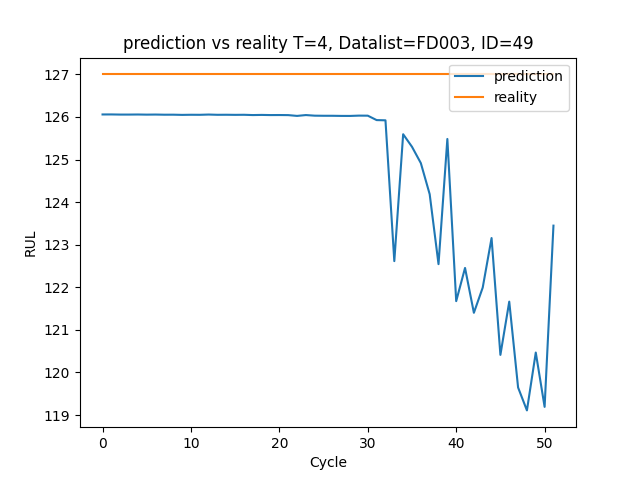 prediction vs reality T=4, Datalist=FD003, ID=49
127
126
125
124
123
122
121
120
119
RUL
prediction
reality
0 10 20 30 40 50
Cycle